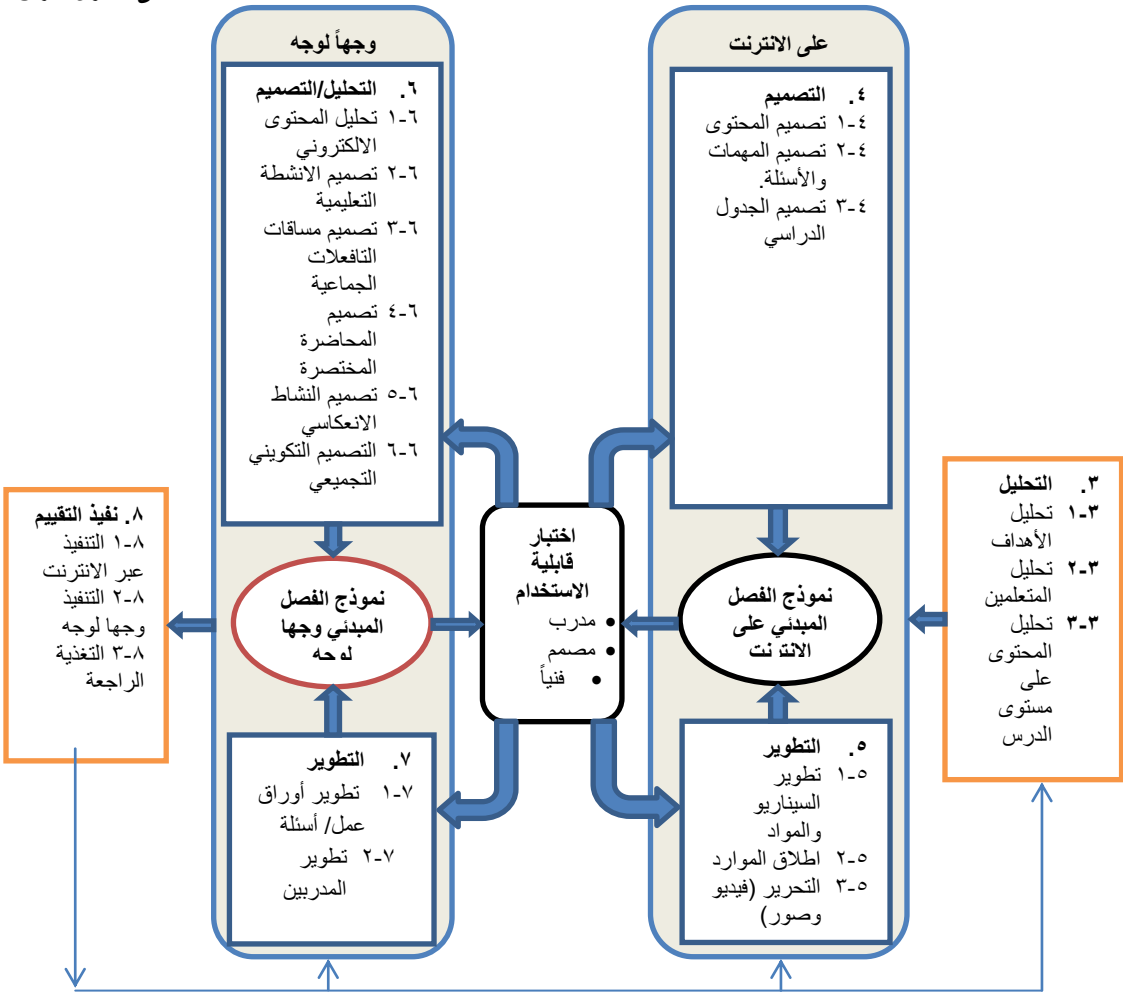 على الانترنت
٤. التصميم
٤-١ تصميم المحتوى
٤-٢ تصميم المهمات
والأسئلة.
٤-٣ تصميم الجدول
الدراسي
نموذج الفصل
المبدئي على
الانترنت
٥. التطوير
٥-١ تطوير
السيناريو
والمواد
٥-٢ اطلاق الموارد
٥-٣ التحرير (فيديو
وصور)
٣. التحليل
٣-١ تحليل
الأهداف
٣-٢ تحليل
المتعلمين
٣-٣ تحليل
المحتوى
على
مستوى
الدرس
اختبار
قابلية
الاستخدام
• مدرب
• مصمم
• فنياً
وجهاً لوجه
٦. التحليل/التصميم
٦-١ تحليل المحتوى
الالكتروني
٦-٢ تصميم الانشطة
التعليمية
٦-٣ تصميم مساقات
التافعلات
الجماعية
٦-٤ تصميم
المحاضرة
المختصرة
٦-٥ تصميم النشاط
الانعكاسي
٦-٦ التصميم التكويني
التجميعي
نموذج الفصل
المبدئي وجها
لوجه
٧. التطوير
٧-١ تطوير أوراق
عمل/ أسئلة
٧-٢ تطوير
المدربين
٨. نفيذ التقييم
٨-١ التنفيذ
عبر الانترنت
٨-٢ التنفيذ
وجها لوجه
٨-٣ التغذية
الراجعة